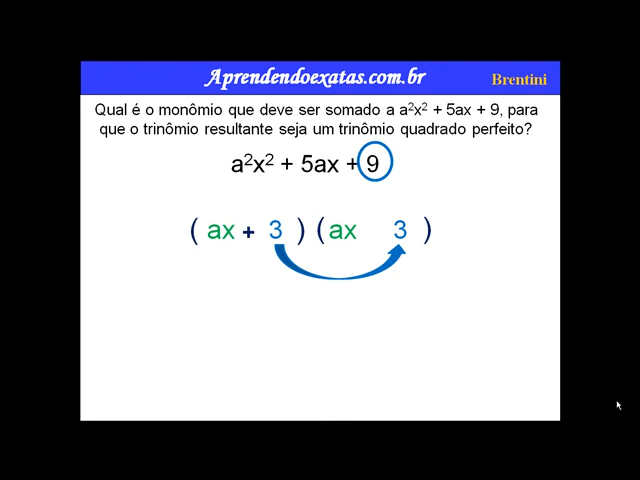 Aprendendoexatas.com.br
Brentini
Qual é o monômio que deve ser somado a a²x² + 5ax + 9, para
que o trinômio resultante seja um trinômio quadrado perfeito?
a²x² + 5ax + 9
( ax + 3 ) ( ax 3 )